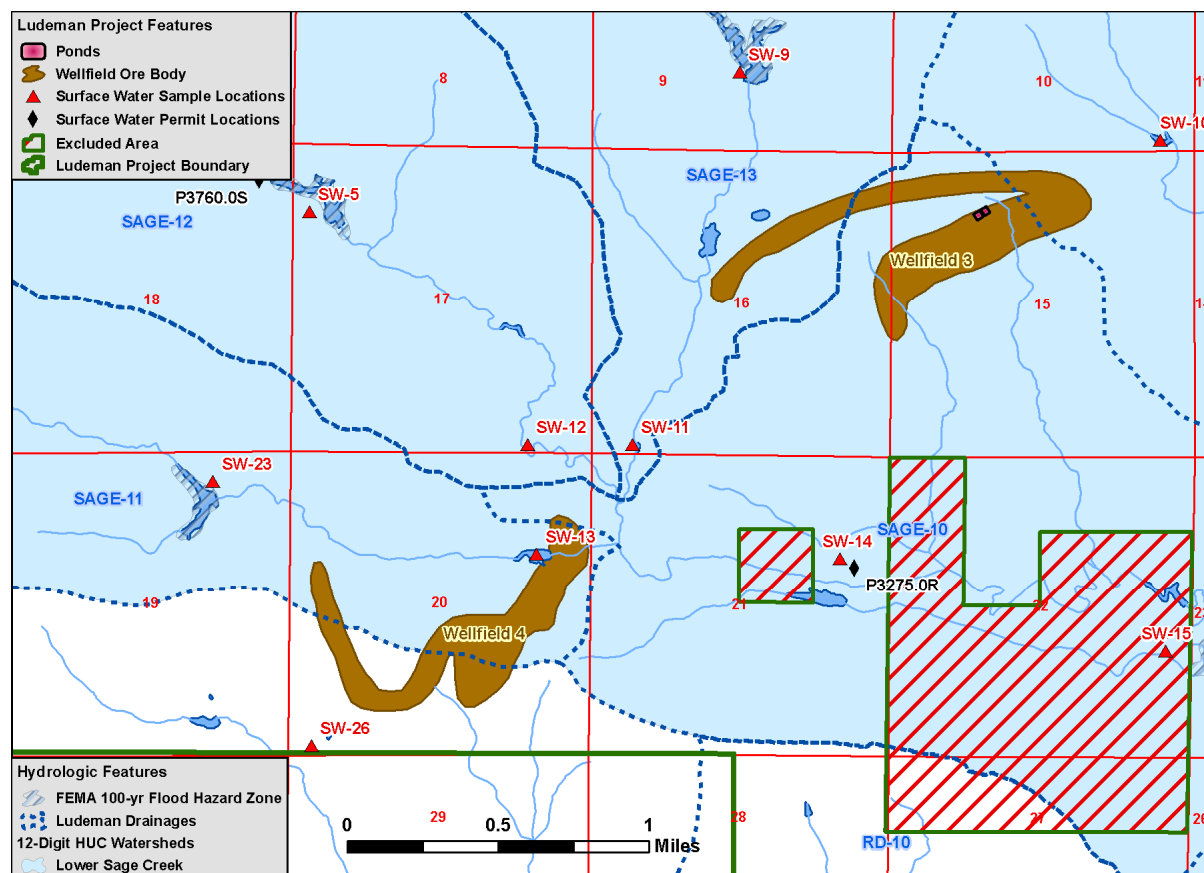 Ludeman Project Features
Ponds
Wellfield Ore Body
Surface Water Sample Locations
Surface Water Permit Locations
Excluded Area
Ludeman Project Boundary
8
9
SW-9
10
SW-10
P3760.0S
SW-5
SAGE-12
SAGE-13
Wellfield 3
18
17
16
15
SW-12
SW-11
SW-23
SAGE-11
SAGE-10
SW-13
SW-14
P3275.0R
19
20
21
22
Wellfield 4
SW-15
SW-26
Hydrologic Features
FEMA 100-yr Flood Hazard Zone
Ludeman Drainages
12-Digit HUC Watersheds
Lower Sage Creek
29
28
27
26
RD-10
0
0.5
1
Miles